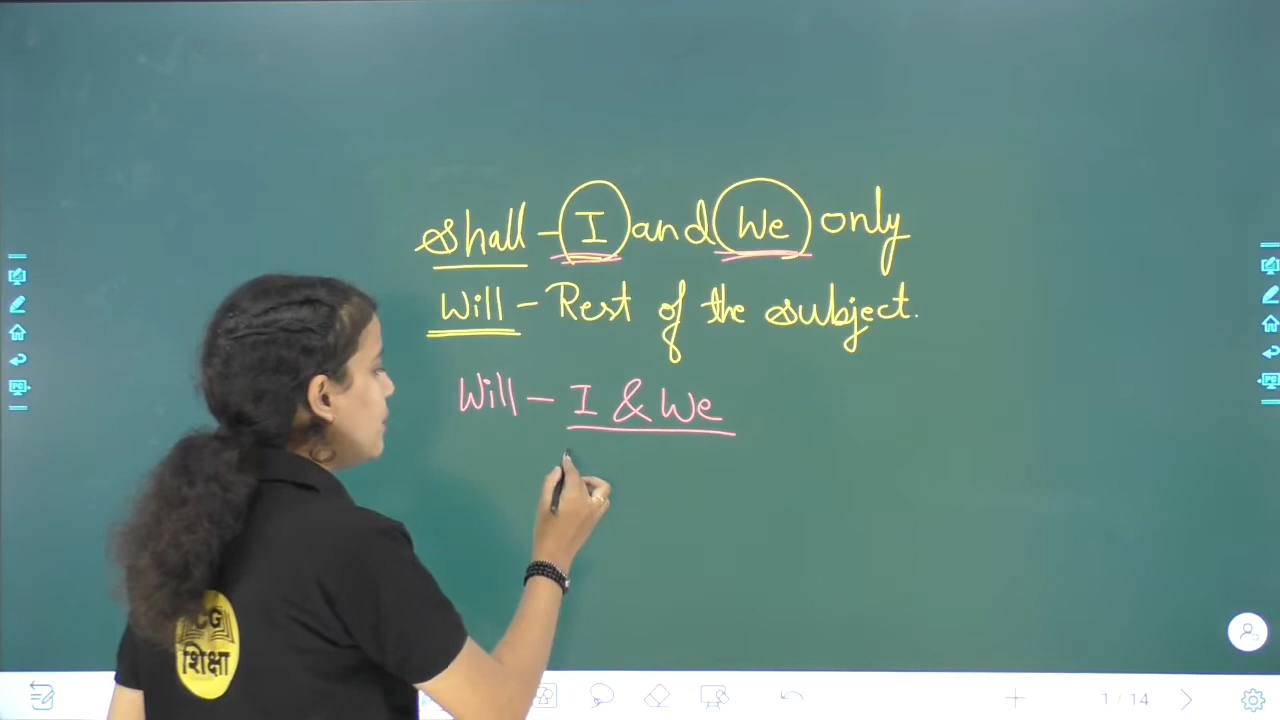 Shall - I and We only
Will - Rest of the subject.
Will - I & We
CG
शिक्षा
1 / 14